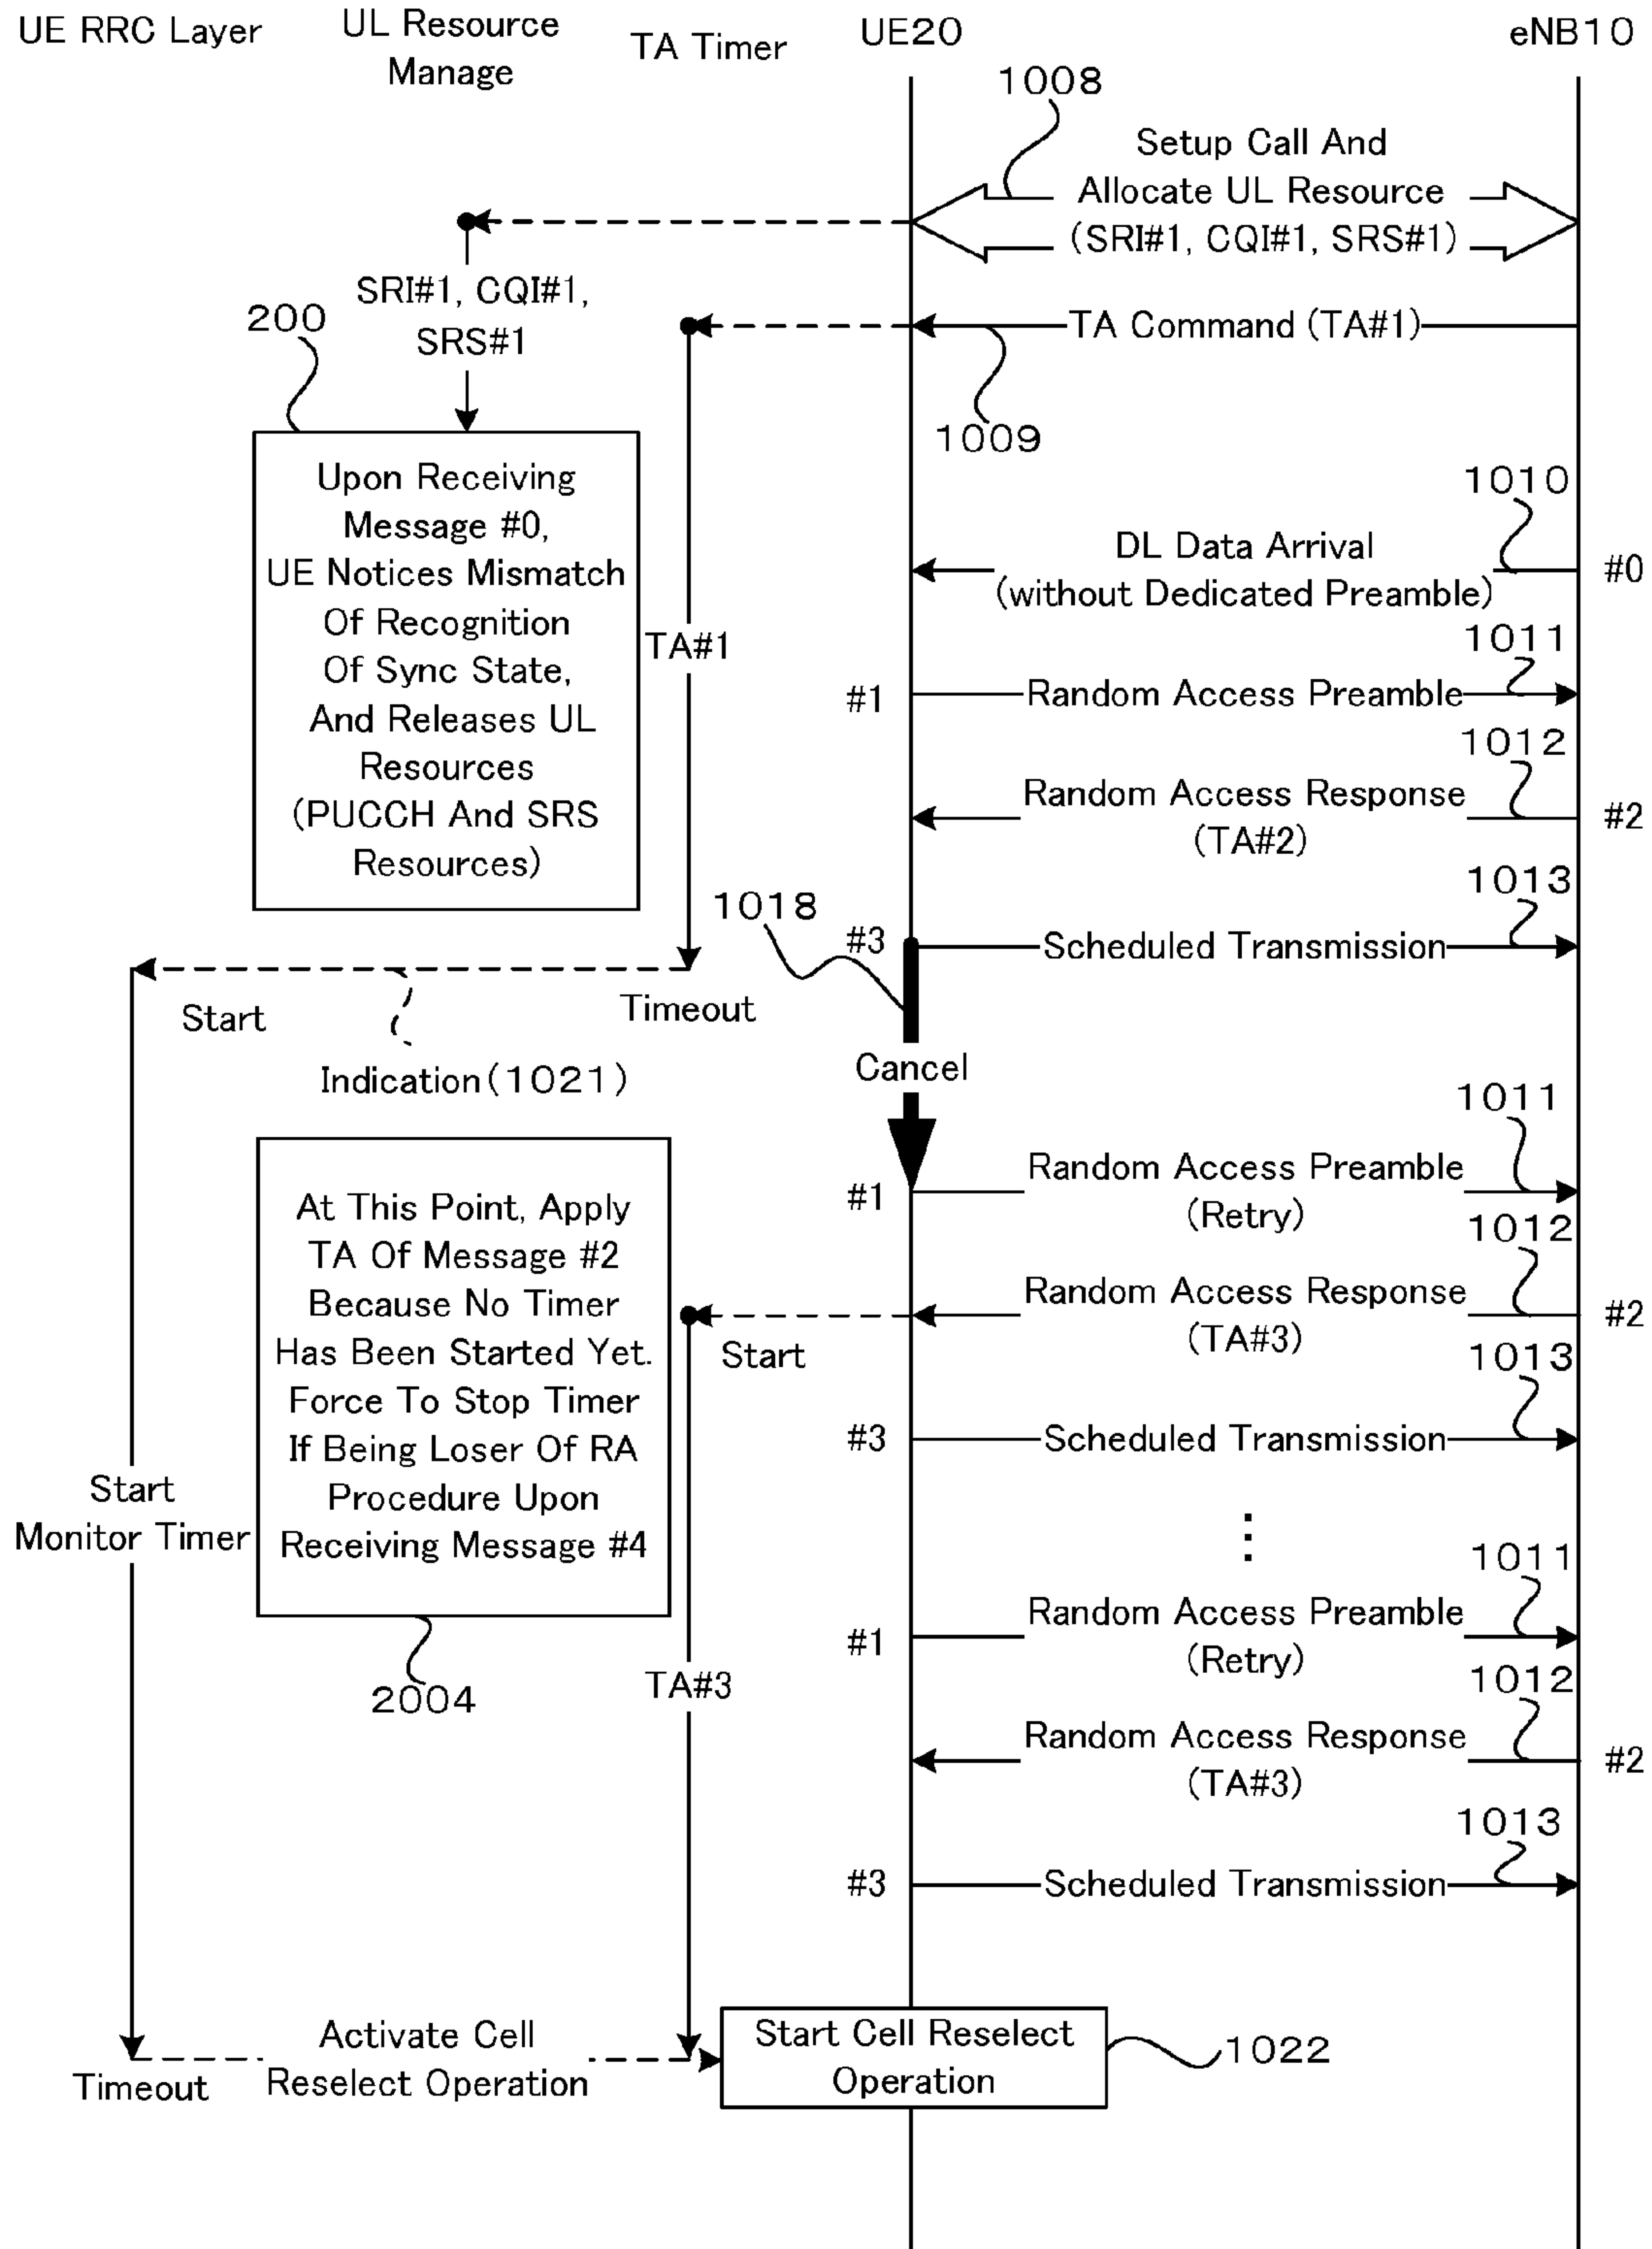 UE RRC Layer
UL Resource
Manage
TA Timer
UE20
eNB10
1008
Setup Call And
Allocate UL Resource
(SRI#1, CQI#1, SRS#1)
SRI#1, CQI#1,
SRS#1
200
TA Command (TA#1)
1009
Upon Receiving
Message #0,
UE Notices Mismatch
Of Recognition
Of Sync State,
And Releases UL
Resources
(PUCCH And SRS
Resources)
TA#1
1010
DL Data Arrival
(without Dedicated Preamble)
#0
1011
#1
Random Access Preamble
1012
Random Access Response
(TA#2)
#2
1013
1018
#3
Scheduled Transmission
Start
Timeout
Indication(1021)
Cancel
1011
Random Access Preamble
(Retry)
#1
At This Point, Apply
TA Of Message #2
Because No Timer
Has Been Started Yet.
Force To Stop Timer
If Being Loser Of RA
Procedure Upon
Receiving Message #4
2004
1012
Random Access Response
(TA#3)
#2
Start
1013
#3
Scheduled Transmission
Start
Monitor Timer
1011
Random Access Preamble
(Retry)
#1
TA#3
1012
Random Access Response
(TA#3)
#2
1013
#3
Scheduled Transmission
Timeout
Activate Cell
Reselect Operation
Start Cell Reselect
Operation
1022